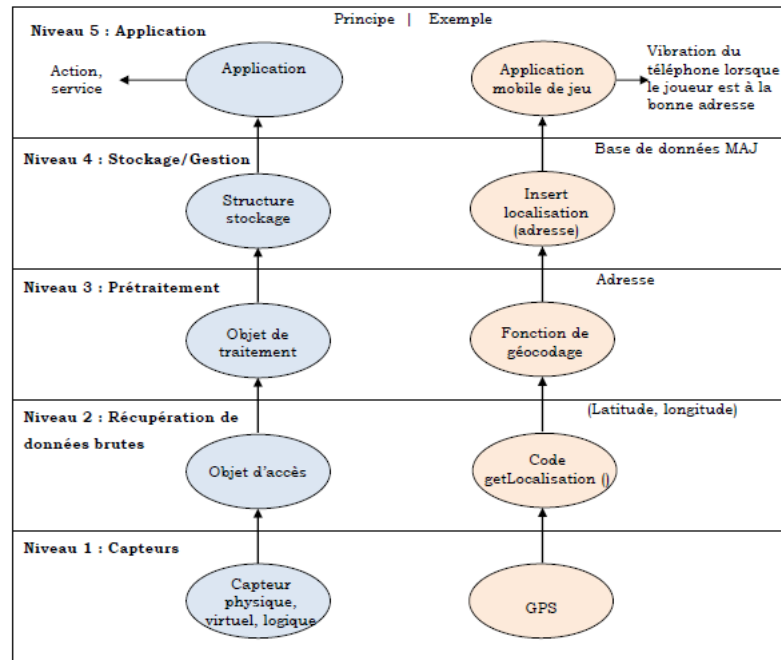 Principe | Exemple
Niveau 5 : Application
Application
Action,
service
Application
mobile de jeu
Vibration du
téléphone lorsque
le joueur est à la
bonne adresse
Niveau 4 : Stockage/Gestion
Base de données MAJ
Structure
stockage
Insert
localisation
(adresse)
Niveau 3 : Prétraitement
Adresse
Objet de
traitement
Fonction de
géocodage
Niveau 2 : Récupération de
données brutes
(Latitude, longitude)
Objet d'accès
Code
getLocalisation ()
Niveau 1 : Capteurs
Capteur
physique,
virtuel, logique
GPS